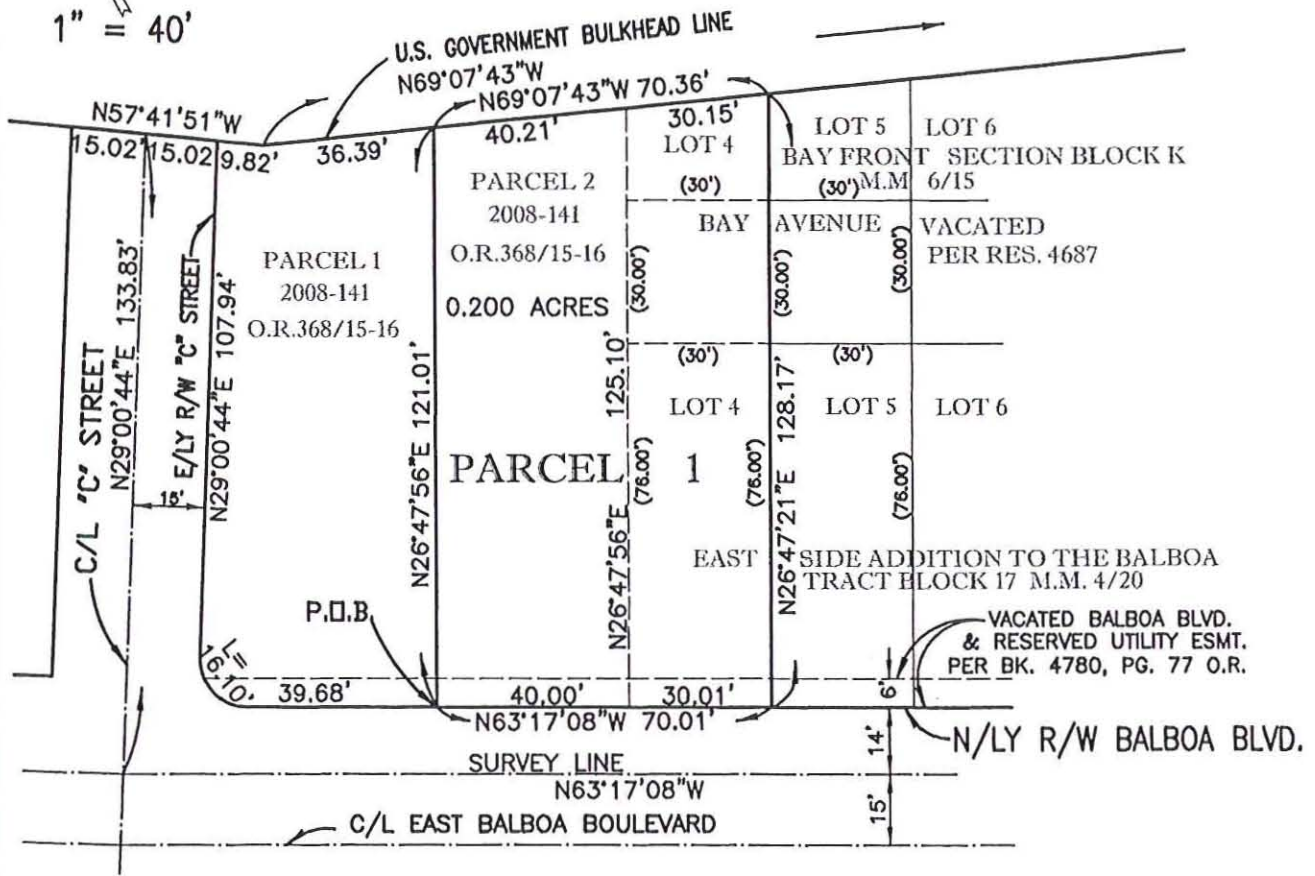 1" = 40'
U.S. GOVERNMENT BULKHEAD LINE
N69°07'43"W
N69°07'43"W 70.36'
N57°41'51"W
15.02'
15.02
9.82'
36.39'
40.21'
30.15'
LOT 4
LOT 5
LOT 6
BAY FRONT SECTION BLOCK K
(30')
(30')
M.M 6/15
PARCEL 2
2008-141
O.R.368/15-16
0.200 ACRES
PARCEL 1
2008-141
O.R.368/15-16
BAY AVENUE VACATED
PER RES. 4687
(30.00')
(30.00')
(30.00')
C/L "C" STREET
N29°00'44"E 133.83'
E/LY R/W "C" STREET
N29°00'44"E 107.94'
15'
N26°47'56"E 121.01'
N26°47'56"E 125.10'
N26°47'21"E 128.17'
(30')
(30')
LOT 4
LOT 5
LOT 6
PARCEL 1
(76.00')
(76.00')
(76.00')
EAST SIDE ADDITION TO THE BALBOA
TRACT BLOCK 17 M.M. 4/20
P.O.B.
VACATED BALBOA BLVD.
& RESERVED UTILITY ESMT.
PER BK. 4780, PG. 77 O.R.
L=
16.10'
39.68'
40.00'
30.01'
6'
N63°17'08"W 70.01'
N/LY R/W BALBOA BLVD.
14'
SURVEY LINE
N63°17'08"W
15'
C/L EAST BALBOA BOULEVARD